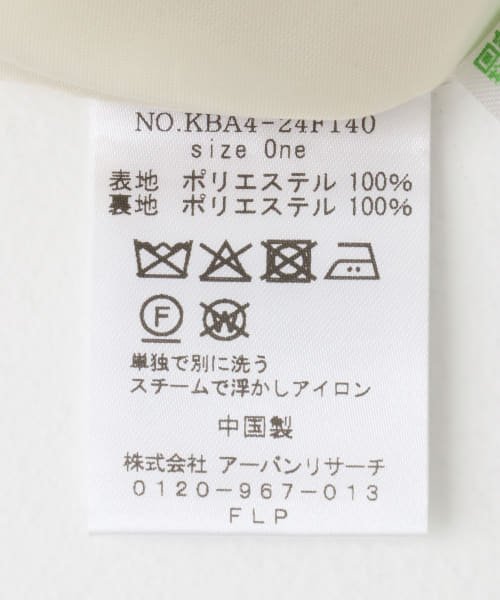 NO.KBA4-24F140
size One
表地 ポリエステル 100%
裏地 ポリエステル 100%
F W
単独で別に洗う
スチームで浮かしアイロン
中国製
株式会社 アーバンリサーチ
0120-967-013
FLP